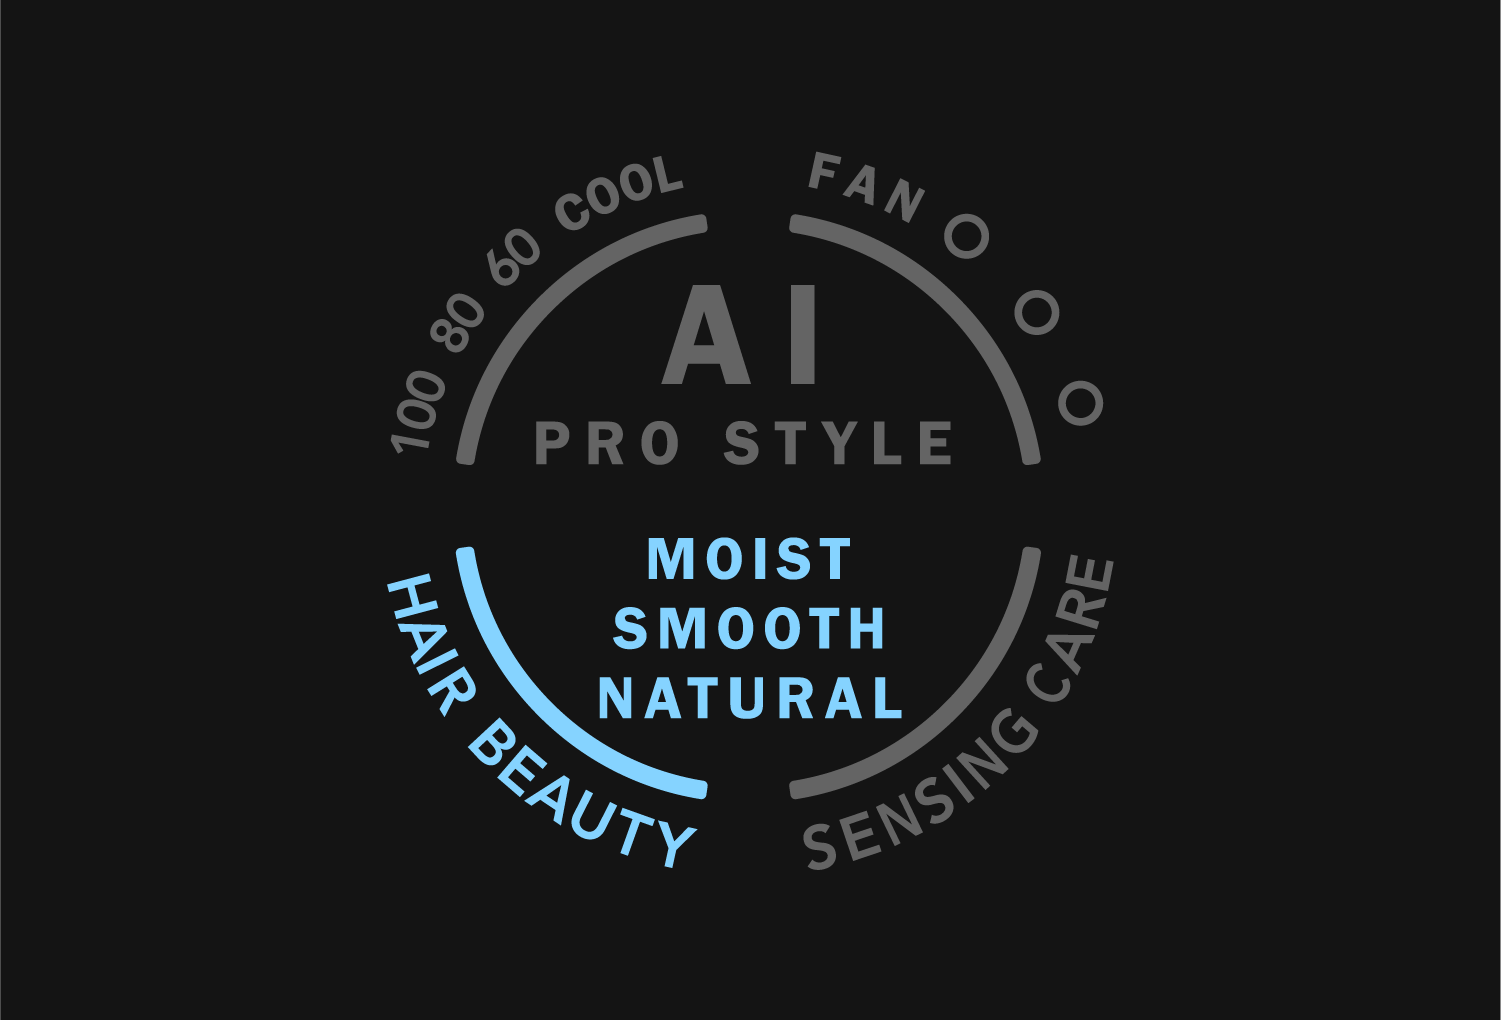 100 80 60 COOL
FAN
AI
PRO STYLE
MOIST
SMOOTH
NATURAL
HAIR BEAUTY
SENSING CARE